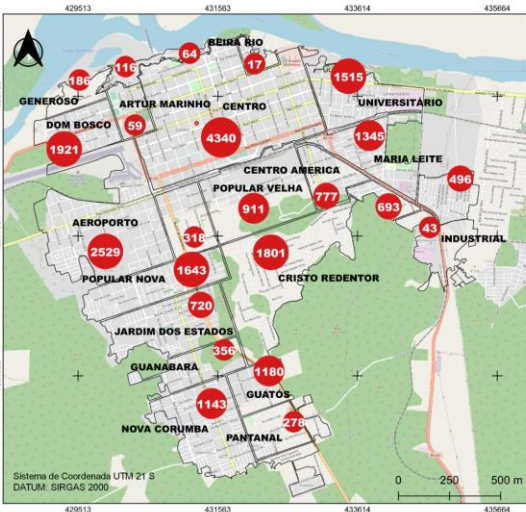 429513 431563 433614 435664
BEIRA RIO
64
17
116
186
1515
GENEROSO
ARTUR MARINHO
CENTRO
UNIVERSITÁRIO
DOM BOSCO
59
1921
4340
1345
MARIA LEITE
CENTRO AMERICA
POPULAR VELHA
496
777
911
693
AEROPORTO
43
318
INDUSTRIAL
2529
1801
1643
POPULAR NOVA
CRISTO REDENTOR
720
JARDIM DOS ESTADOS
356
GUANABARA
1180
GUATÓS
1143
278
NOVA CORUMBA
PANTANAL
Sistema de Coordenada UTM 21 S
DATUM: SIRGAS 2000
0 250 500 m
429513 431563 433614 435664